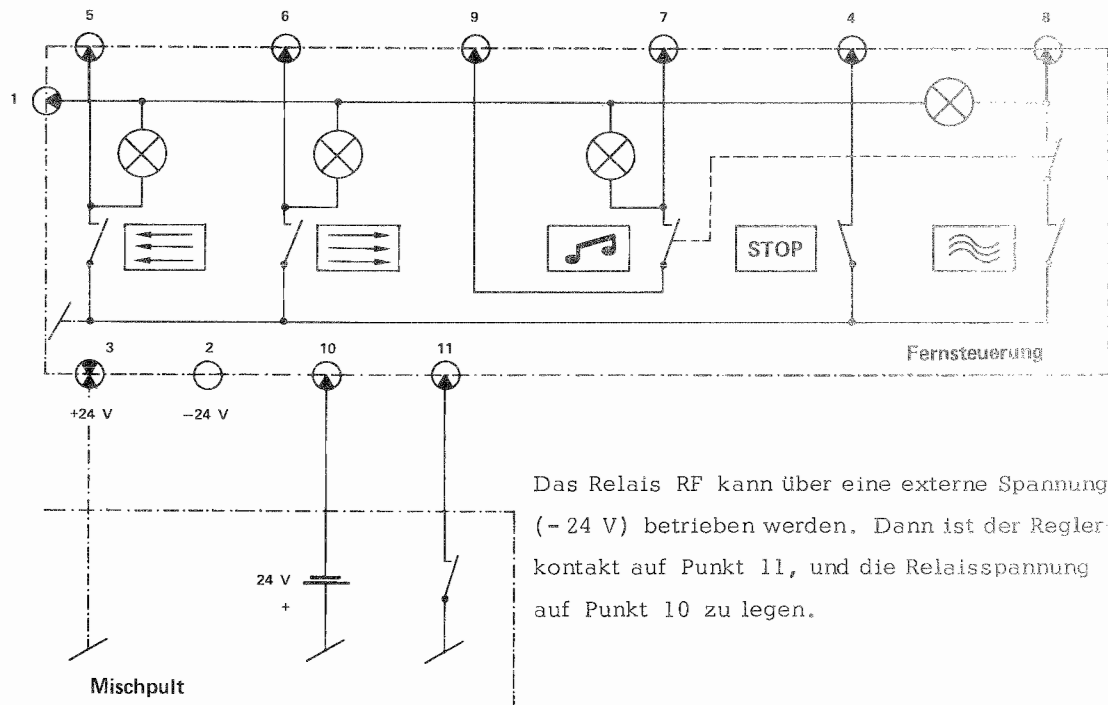 5 6 9 7 4 8
1
STOP
Fernsteuerung
3 2 10 11
+24 V −24 V
Das Relais RF kann über eine externe Spannung
(- 24 V) betrieben werden. Dann ist der Regler-
kontakt auf Punkt 11, und die Relaisspannung
auf Punkt 10 zu legen.
24 V
+
Mischpult